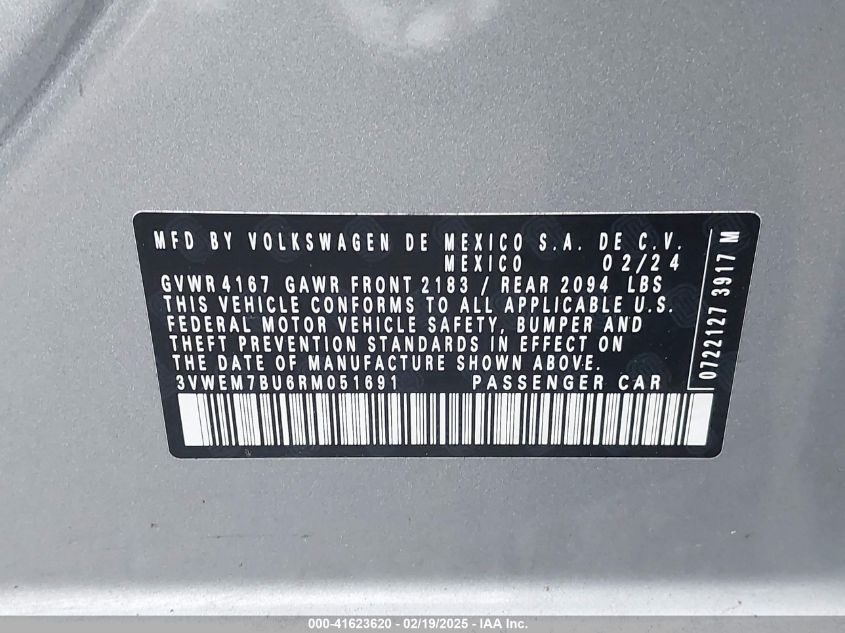 MFD BY VOLKSWAGEN DE MEXICO S.A. DE C.V.
MEXICO 02/24
GVWR 4167 GAWR FRONT 2183 / REAR 2094 LBS
THIS VEHICLE CONFORMS TO ALL APPLICABLE U.S.
FEDERAL MOTOR VEHICLE SAFETY, BUMPER AND
THEFT PREVENTION STANDARDS IN EFFECT ON
THE DATE OF MANUFACTURE SHOWN ABOVE.
3VWEM7BU6RM051691 PASSENGER CAR
0722127 3917 M
000-41623620 - 02/19/2025 - IAA Inc.